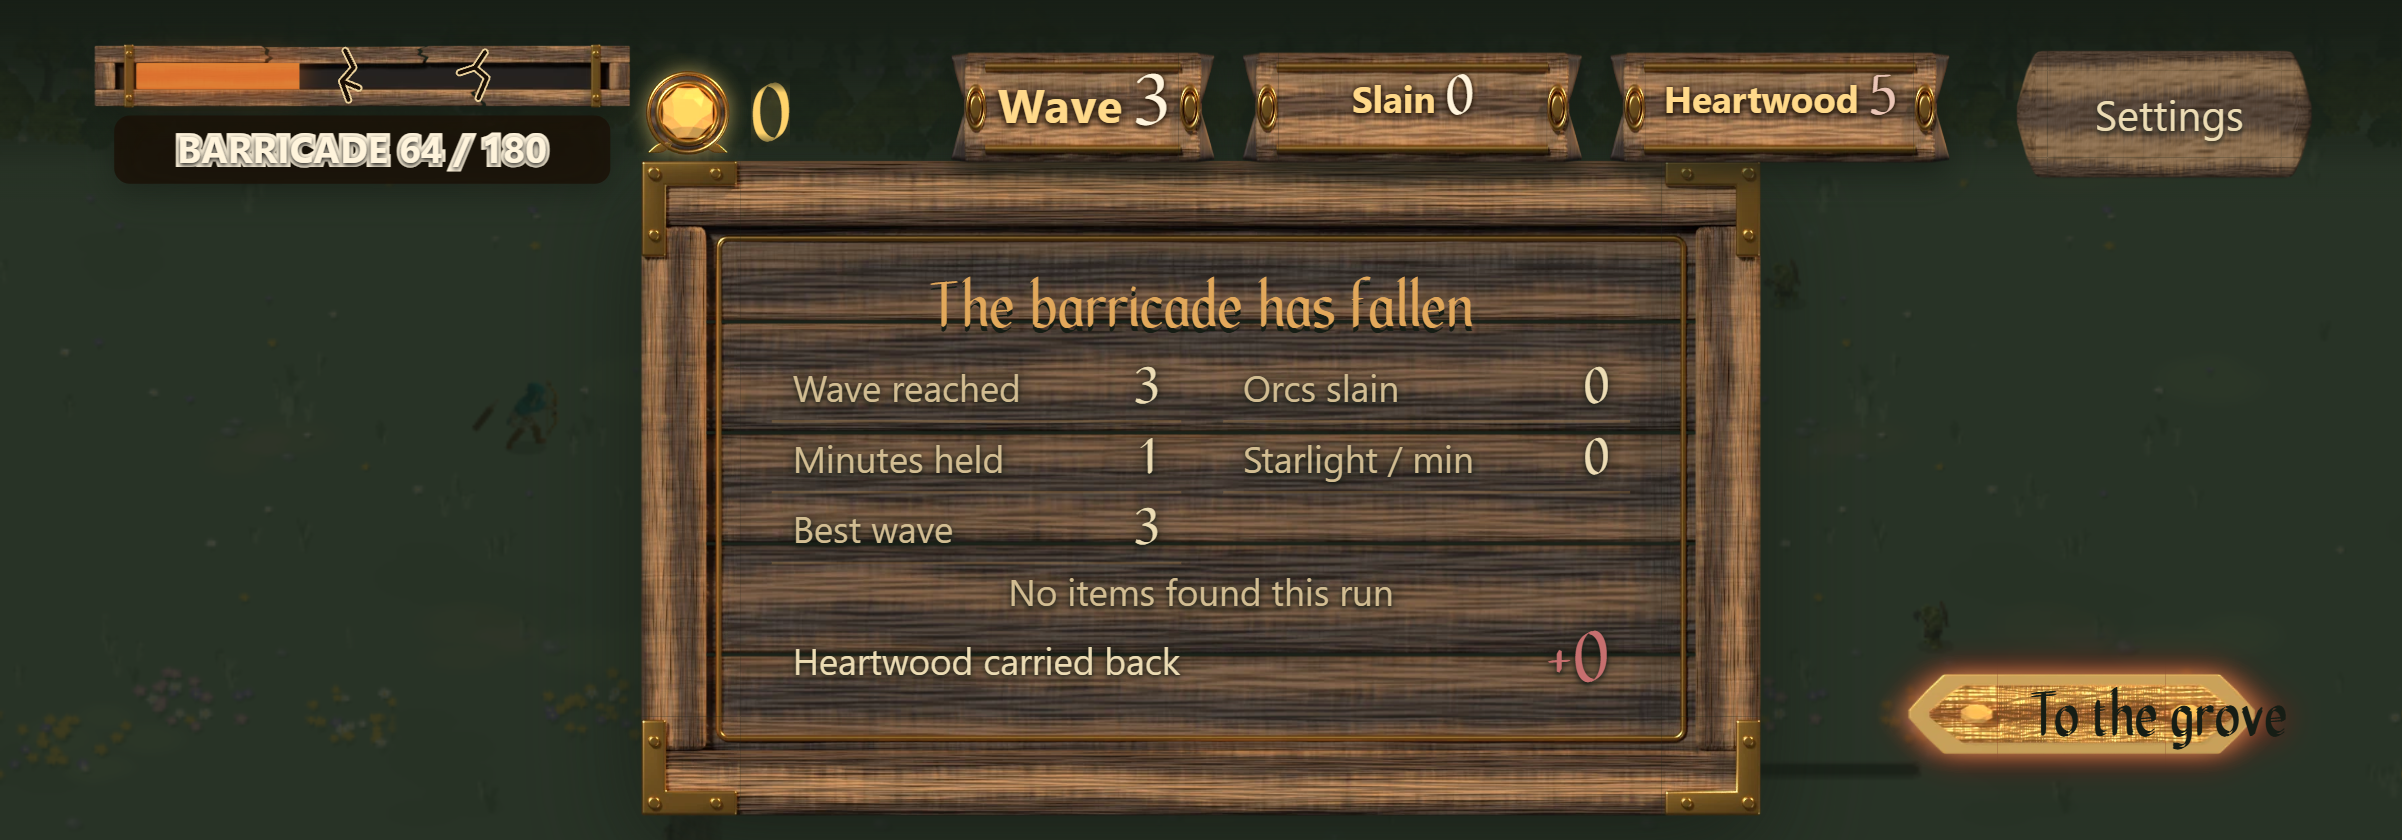 BARRICADE 64 / 180
0
Wave 3
Slain 0
Heartwood 5
Settings
The barricade has fallen
Wave reached 3 Orcs slain 0
Minutes held 1 Starlight / min 0
Best wave 3
No items found this run
Heartwood carried back +0
To the grove